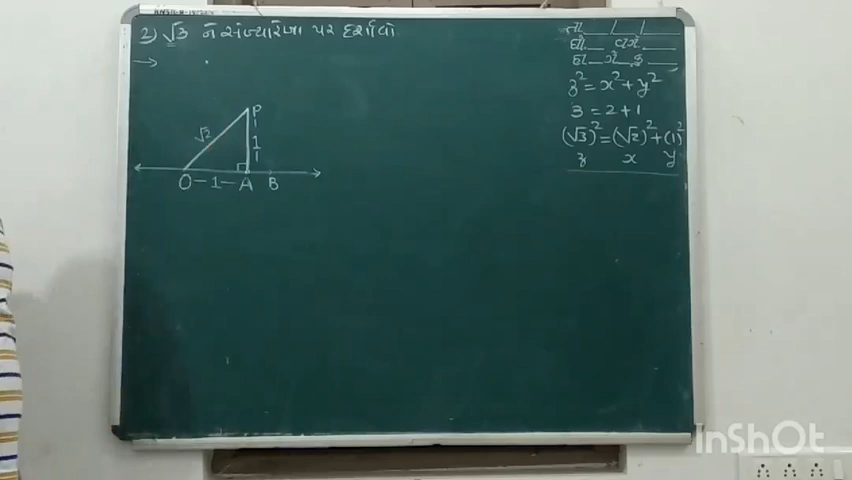 2) √3 ને સંખ્યારેખા પર દર્શાવો
→
P
√2
1
O - 1 - A B
તા. / /
ધો. વર્ગ
z² = x² + y²
3 = 2 + 1
(√3)² = (√2)² + (1)²
z x y
InShOt